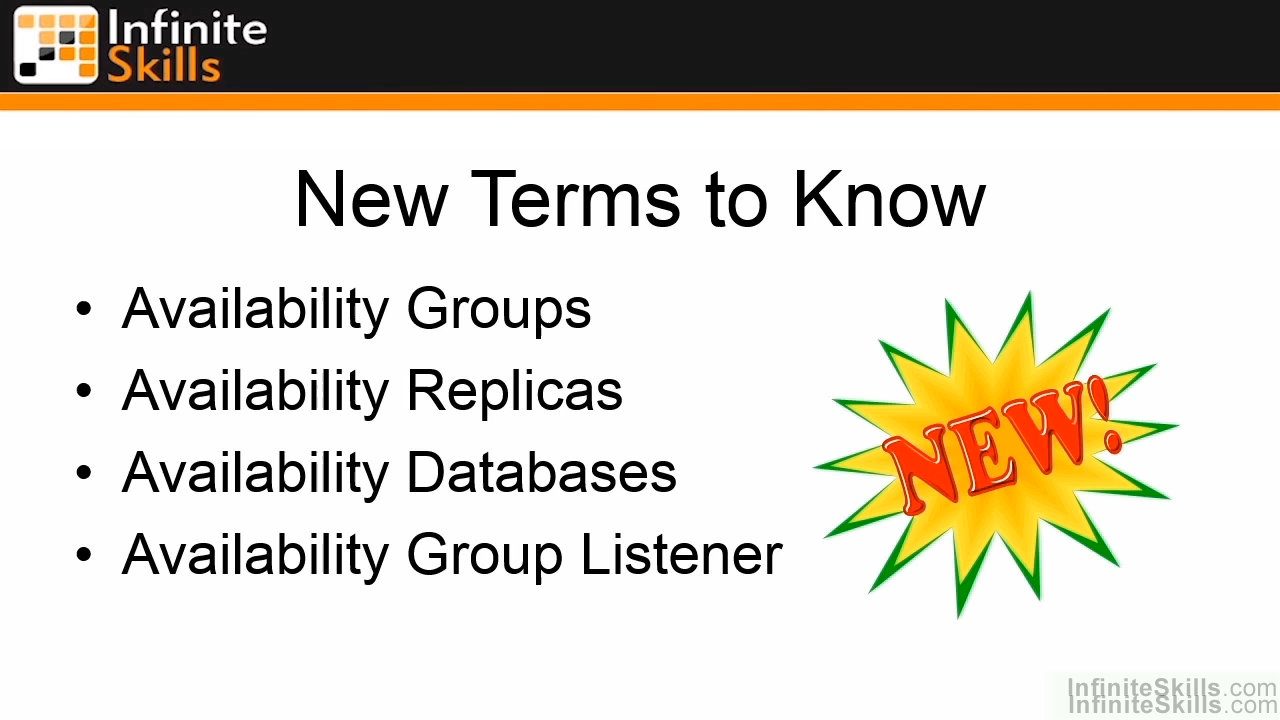 Infinite
Skills
New Terms to Know
• Availability Groups
• Availability Replicas
• Availability Databases
• Availability Group Listener
NEW!
InfiniteSkills.com
InfiniteSkills.com